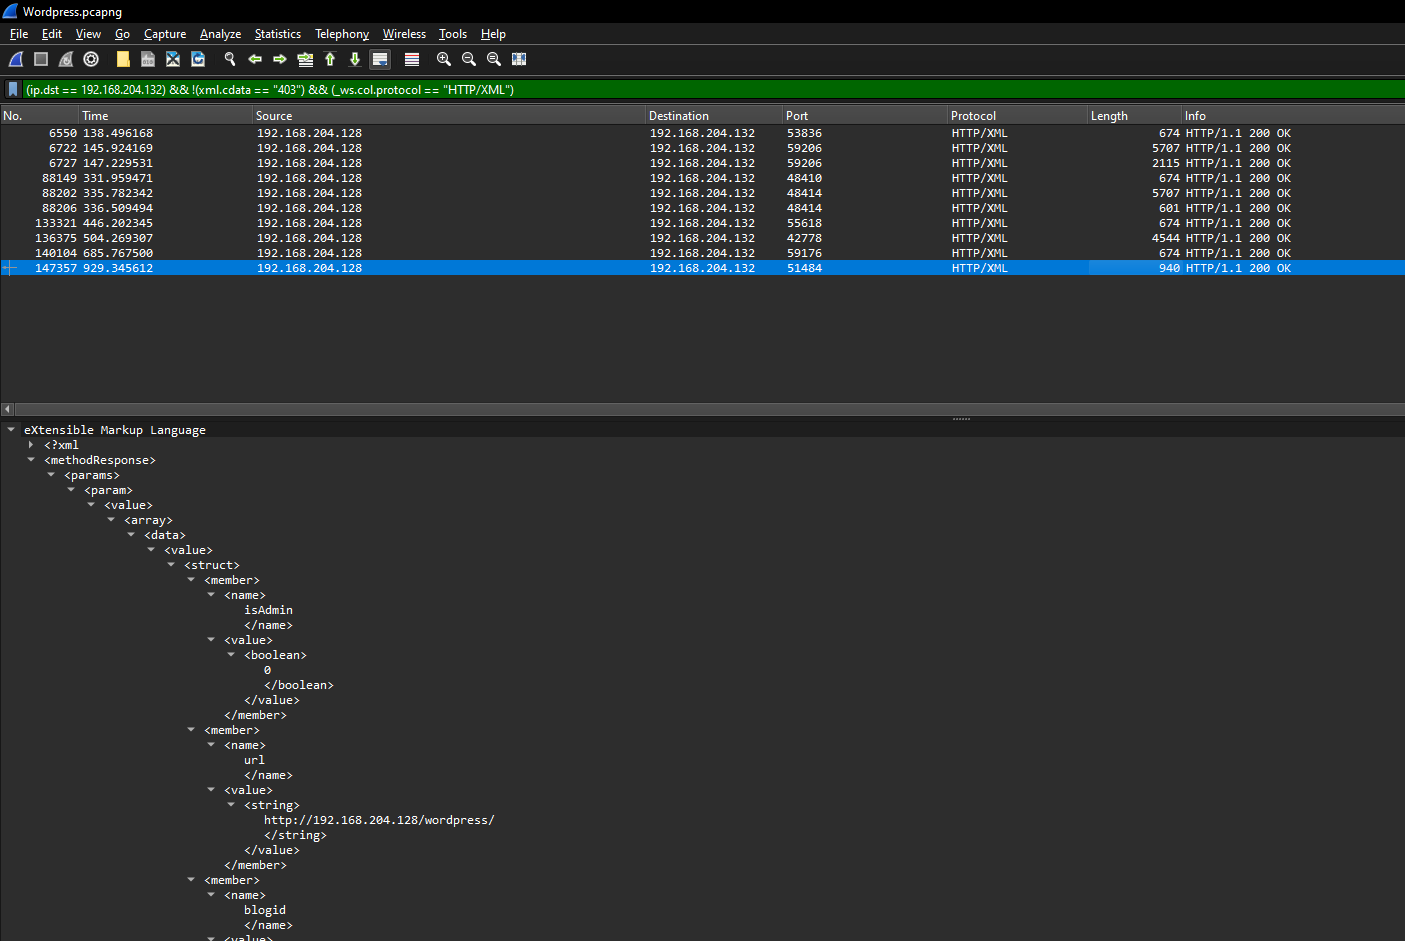 Wordpress.pcapng
File Edit View Go Capture Analyze Statistics Telephony Wireless Tools Help
(ip.dst == 192.168.204.132) && !(xml.cdata == "403") && (_ws.col.protocol == "HTTP/XML")
No. Time Source Destination Port Protocol Length Info
6550 138.496168 192.168.204.128 192.168.204.132 53836 HTTP/XML 674 HTTP/1.1 200 OK
6722 145.924169 192.168.204.128 192.168.204.132 59206 HTTP/XML 5707 HTTP/1.1 200 OK
6727 147.229531 192.168.204.128 192.168.204.132 59206 HTTP/XML 2115 HTTP/1.1 200 OK
88149 331.959471 192.168.204.128 192.168.204.132 48410 HTTP/XML 674 HTTP/1.1 200 OK
88202 335.782342 192.168.204.128 192.168.204.132 48414 HTTP/XML 5707 HTTP/1.1 200 OK
88206 336.509494 192.168.204.128 192.168.204.132 48414 HTTP/XML 601 HTTP/1.1 200 OK
133321 446.202345 192.168.204.128 192.168.204.132 55618 HTTP/XML 674 HTTP/1.1 200 OK
136375 504.269307 192.168.204.128 192.168.204.132 42778 HTTP/XML 4544 HTTP/1.1 200 OK
140104 685.767500 192.168.204.128 192.168.204.132 59176 HTTP/XML 674 HTTP/1.1 200 OK
147357 929.345612 192.168.204.128 192.168.204.132 51484 HTTP/XML 940 HTTP/1.1 200 OK
eXtensible Markup Language
<?xml
<methodResponse>
<params>
<param>
<value>
<array>
<data>
<value>
<struct>
<member>
<name>
isAdmin
</name>
<value>
<boolean>
0
</boolean>
</value>
</member>
<member>
<name>
url
</name>
<value>
<string>
http://192.168.204.128/wordpress/
</string>
</value>
</member>
<member>
<name>
blogid
</name>
<value>